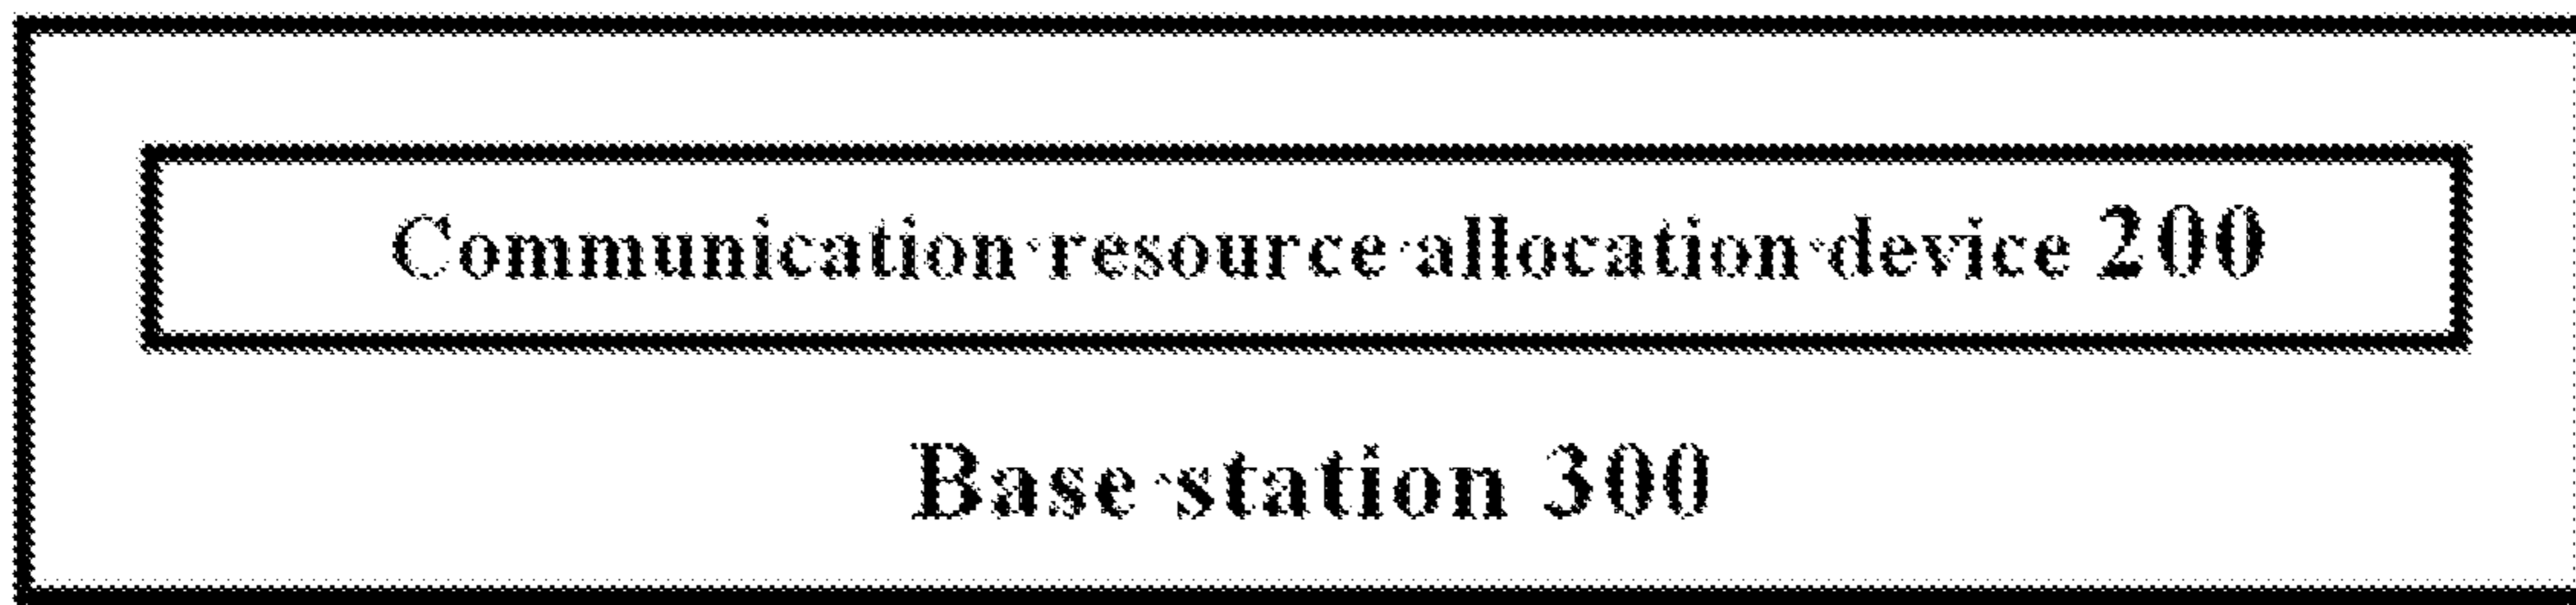 Communication resource allocation device 200
Base station 300